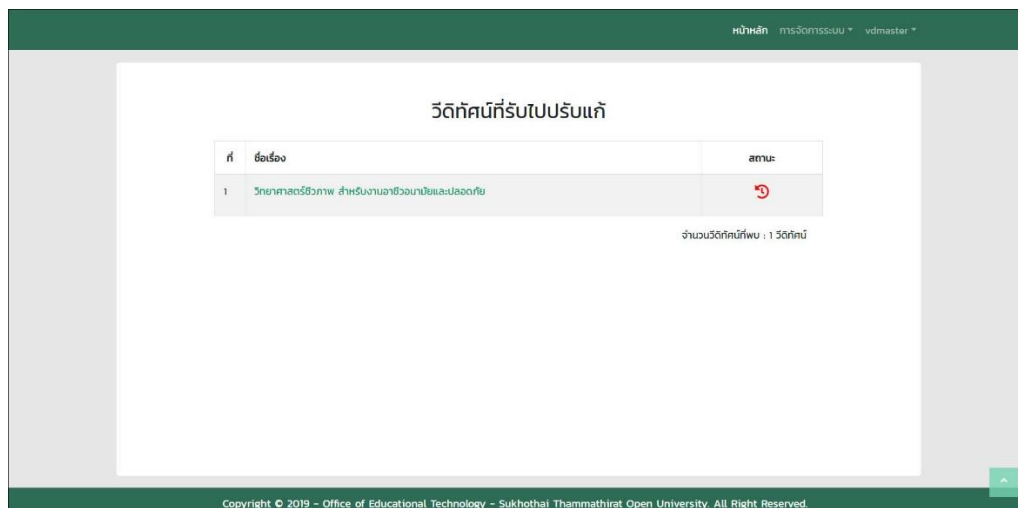 หน้าหลัก การจัดการระบบ vdmaster
วีดิทัศน์ที่รับไปปรับแก้
ที่ ชื่อเรื่อง สถานะ
1 วิทยาศาสตร์ชีวภาพ สำหรับงานอาชีวอนามัยและปลอดภัย
จำนวนวีดิทัศน์ที่พบ : 1 วีดิทัศน์
Copyright © 2019 - Office of Educational Technology - Sukhothai Thammathirat Open University. All Right Reserved.